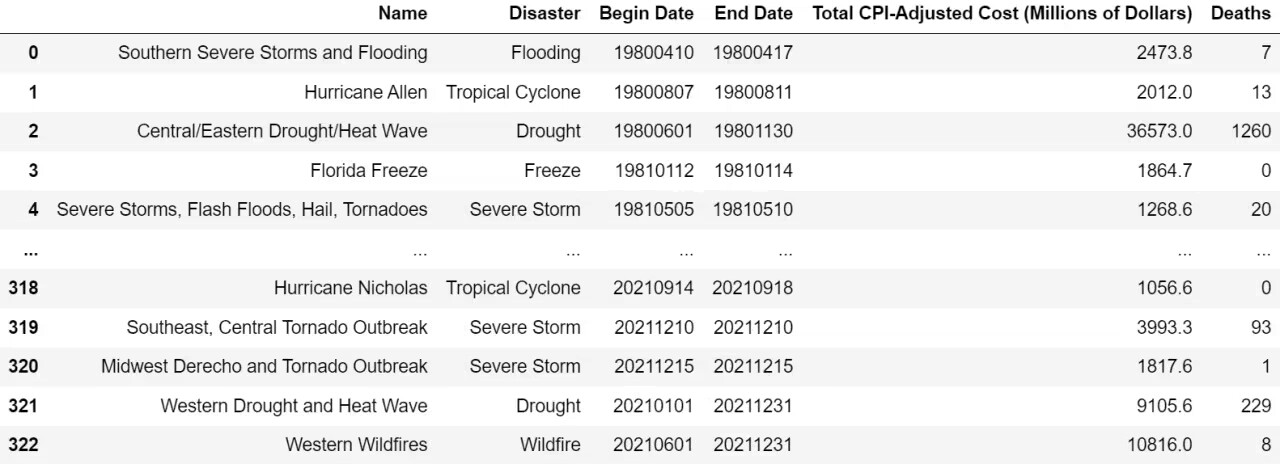 Name Disaster Begin Date End Date Total CPI-Adjusted Cost (Millions of Dollars) Deaths
0 Southern Severe Storms and Flooding Flooding 19800410 19800417 2473.8 7
1 Hurricane Allen Tropical Cyclone 19800807 19800811 2012.0 13
2 Central/Eastern Drought/Heat Wave Drought 19800601 19801130 36573.0 1260
3 Florida Freeze Freeze 19810112 19810114 1864.7 0
4 Severe Storms, Flash Floods, Hail, Tornadoes Severe Storm 19810505 19810510 1268.6 20
... ... ... ... ... ... ...
318 Hurricane Nicholas Tropical Cyclone 20210914 20210918 1056.6 0
319 Southeast, Central Tornado Outbreak Severe Storm 20211210 20211210 3993.3 93
320 Midwest Derecho and Tornado Outbreak Severe Storm 20211215 20211215 1817.6 1
321 Western Drought and Heat Wave Drought 20210101 20211231 9105.6 229
322 Western Wildfires Wildfire 20210601 20211231 10816.0 8